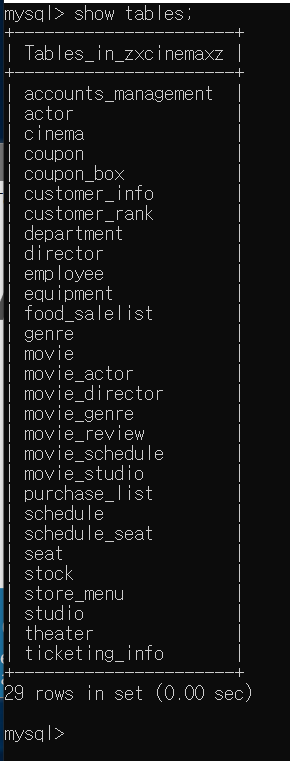 mysql> show tables;
+-----------------------+
| Tables_in_zxcinemaxz |
+-----------------------+
| accounts_management |
| actor |
| cinema |
| coupon |
| coupon_box |
| customer_info |
| customer_rank |
| department |
| director |
| employee |
| equipment |
| food_salelist |
| genre |
| movie |
| movie_actor |
| movie_director |
| movie_genre |
| movie_review |
| movie_schedule |
| movie_studio |
| purchase_list |
| schedule |
| schedule_seat |
| seat |
| stock |
| store_menu |
| studio |
| theater |
| ticketing_info |
+-----------------------+
29 rows in set (0.00 sec)
mysql>